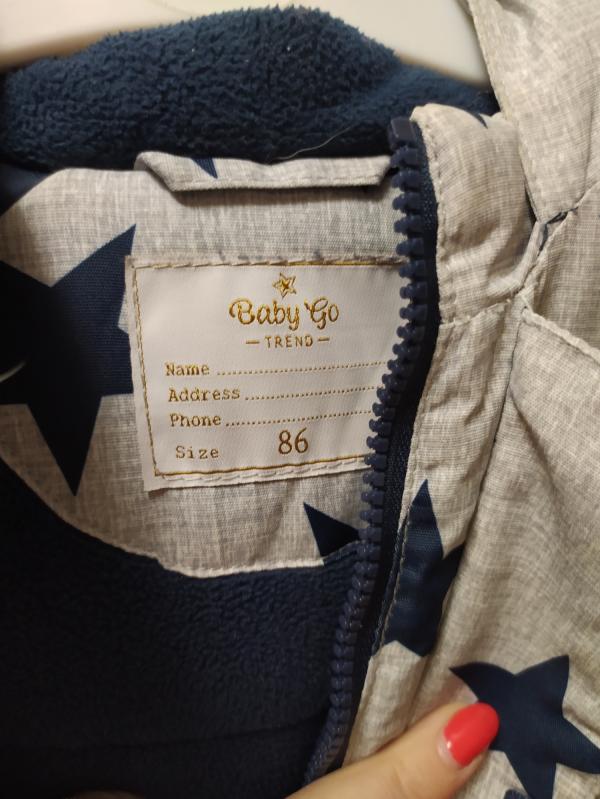 Baby Go
— TREND —
Name ..............................
Address ..........................
Phone ..............................
Size 86